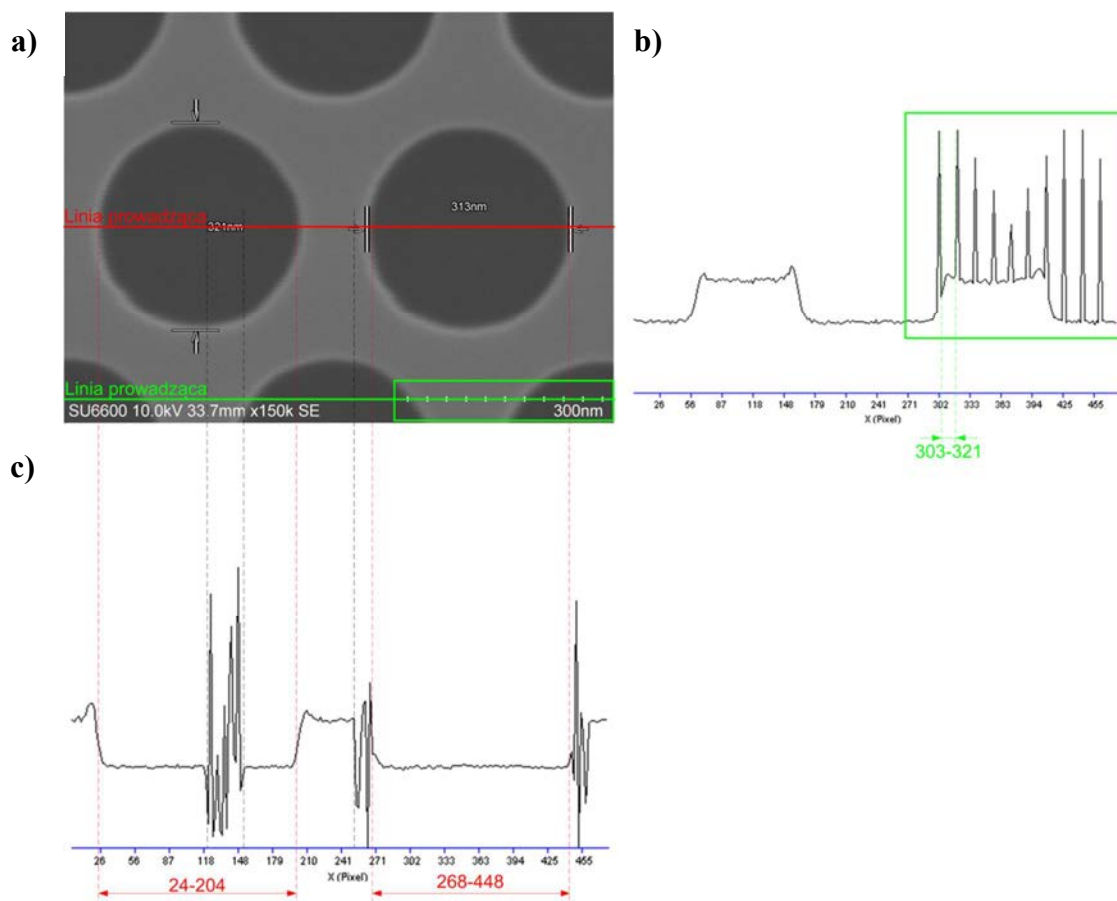 a)
313nm
Linia prowadząca
321nm
Linia prowadząca
SU6600 10.0kV 33.7mm x150k SE
300nm
b)
26 56 87 118 148 179 210 241 271 302 333 363 394 425 455
X (Pixel)
303-321
c)
26 56 87 118 148 179 210 241 271 302 333 363 394 425 455
X (Pixel)
24-204
268-448